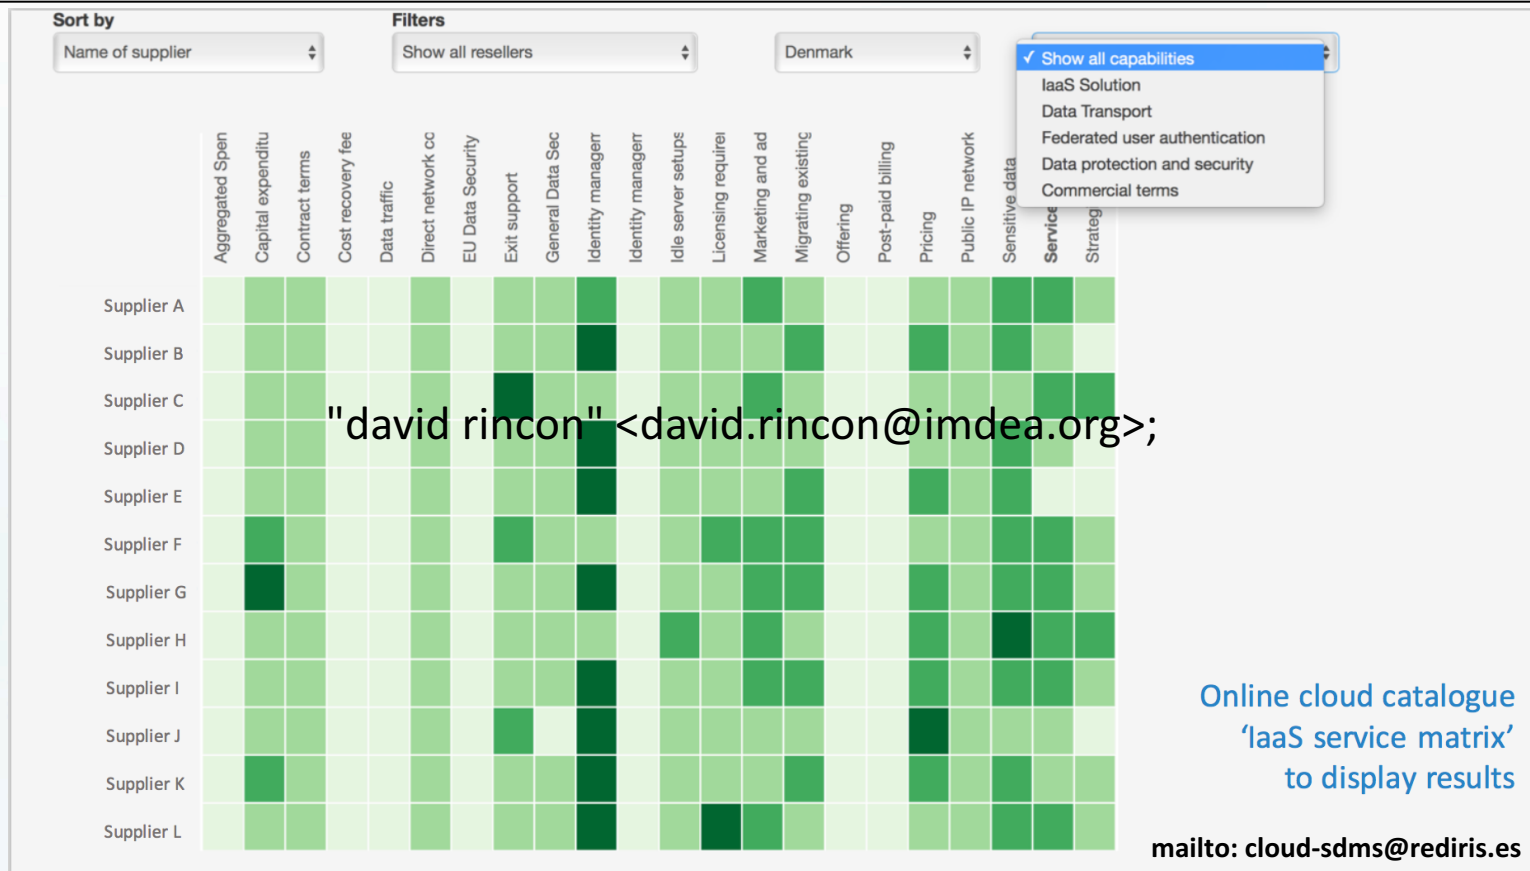 Sort by
Filters
Name of supplier
Show all resellers
Denmark
✓ Show all capabilities
IaaS Solution
Data Transport
Federated user authentication
Data protection and security
Commercial terms
Aggregated Spen
Capital expenditu
Contract terms
Cost recovery fee
Data traffic
Direct network cc
EU Data Security
Exit support
General Data Sec
Identity managem
Identity managem
Idle server setups
Licensing requirei
Marketing and ad
Migrating existing
Offering
Post-paid billing
Pricing
Public IP network
Sensitive data
Service
Strateg
Supplier A
Supplier B
Supplier C
"david rincon" <david.rincon@imdea.org>;
Supplier D
Supplier E
Supplier F
Supplier G
Supplier H
Supplier I
Supplier J
Supplier K
Supplier L
Online cloud catalogue
‘IaaS service matrix’
to display results
mailto: cloud-sdms@rediris.es